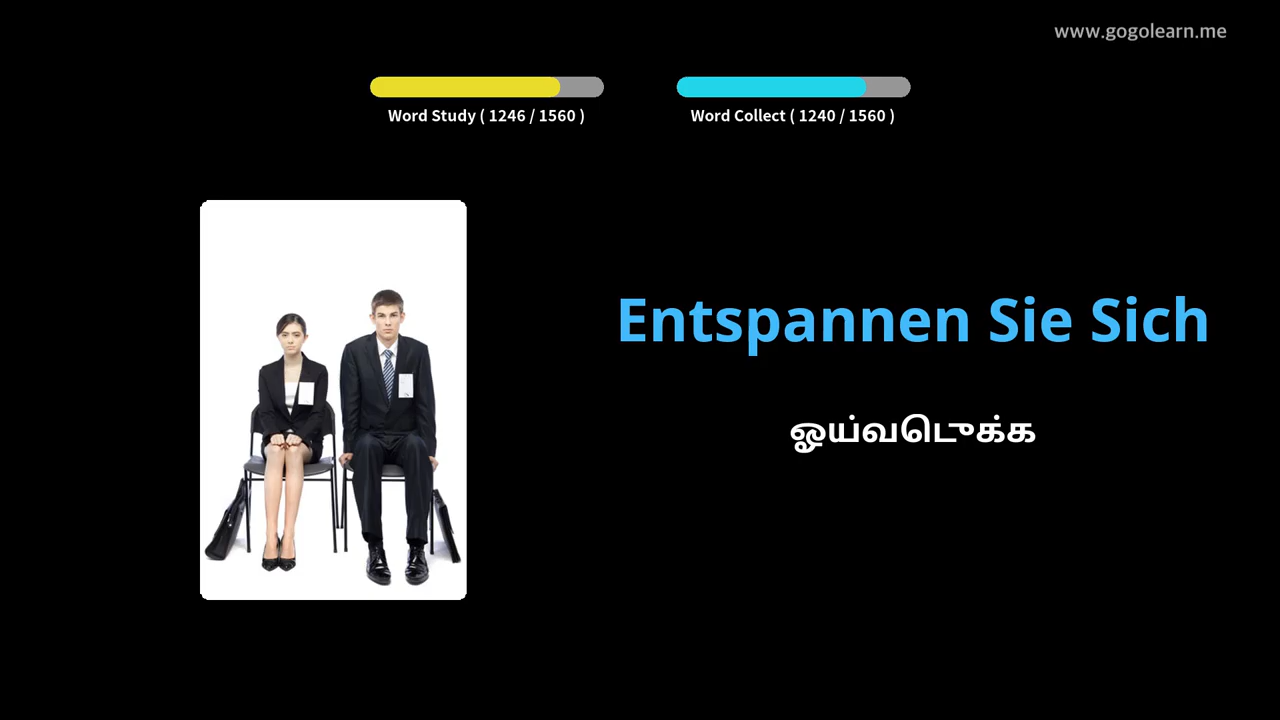 www.gogolearn.me
Word Study ( 1246 / 1560 )
Word Collect ( 1240 / 1560 )
Entspannen Sie Sich
ஓய்வெடுக்க